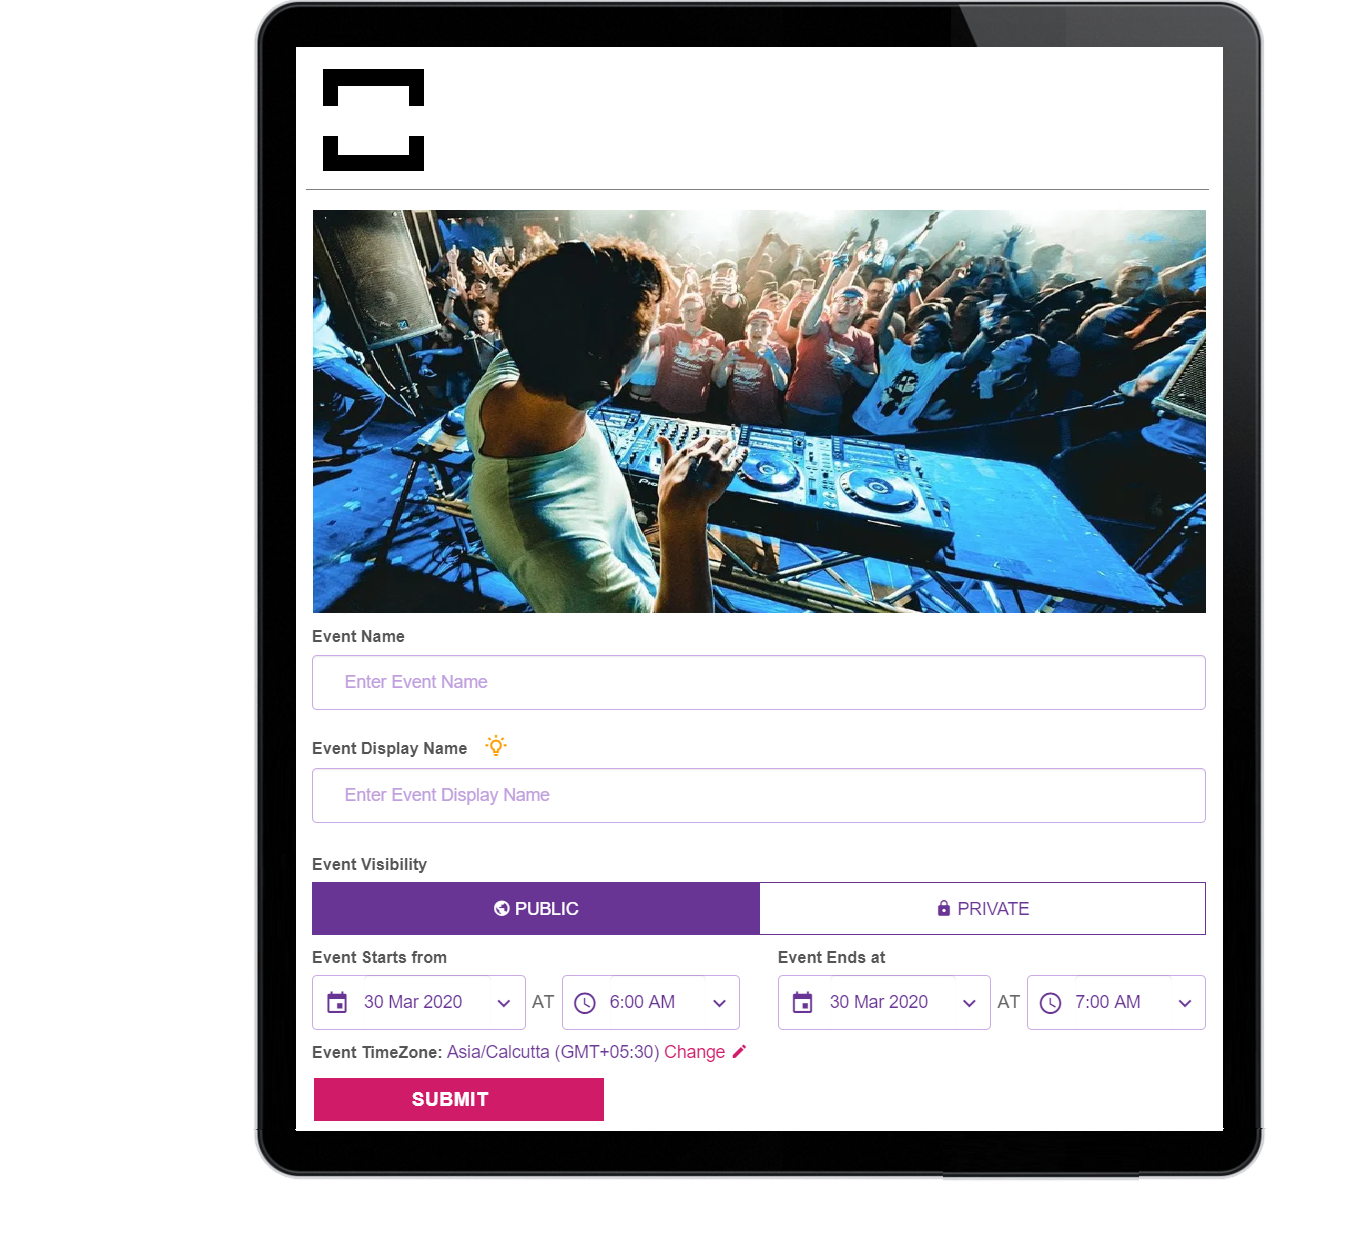 Event Name
Enter Event Name
Event Display Name
Enter Event Display Name
Event Visibility
PUBLIC PRIVATE
Event Starts from Event Ends at
30 Mar 2020 AT 6:00 AM 30 Mar 2020 AT 7:00 AM
Event TimeZone: Asia/Calcutta (GMT+05:30) Change
SUBMIT